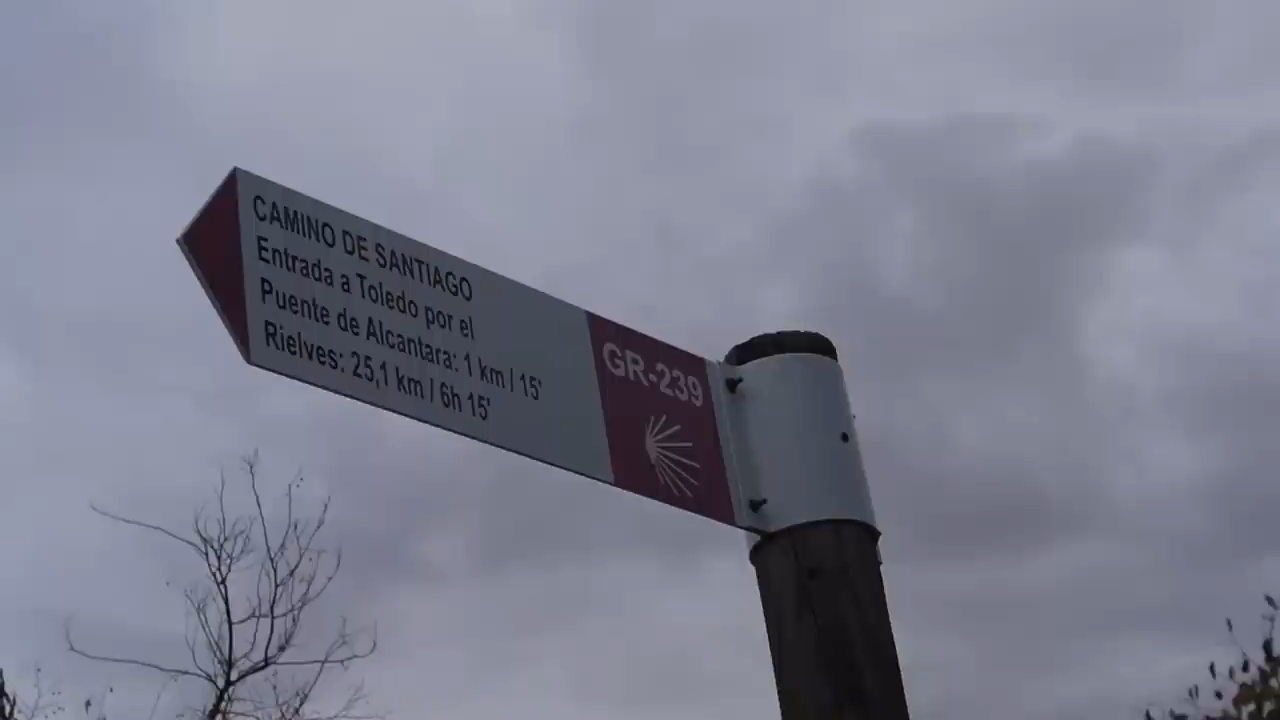 CAMINO DE SANTIAGO
Entrada a Toledo por el
Puente de Alcantara: 1 km / 15'
Rielves: 25,1 km / 6h 15'
GR-239